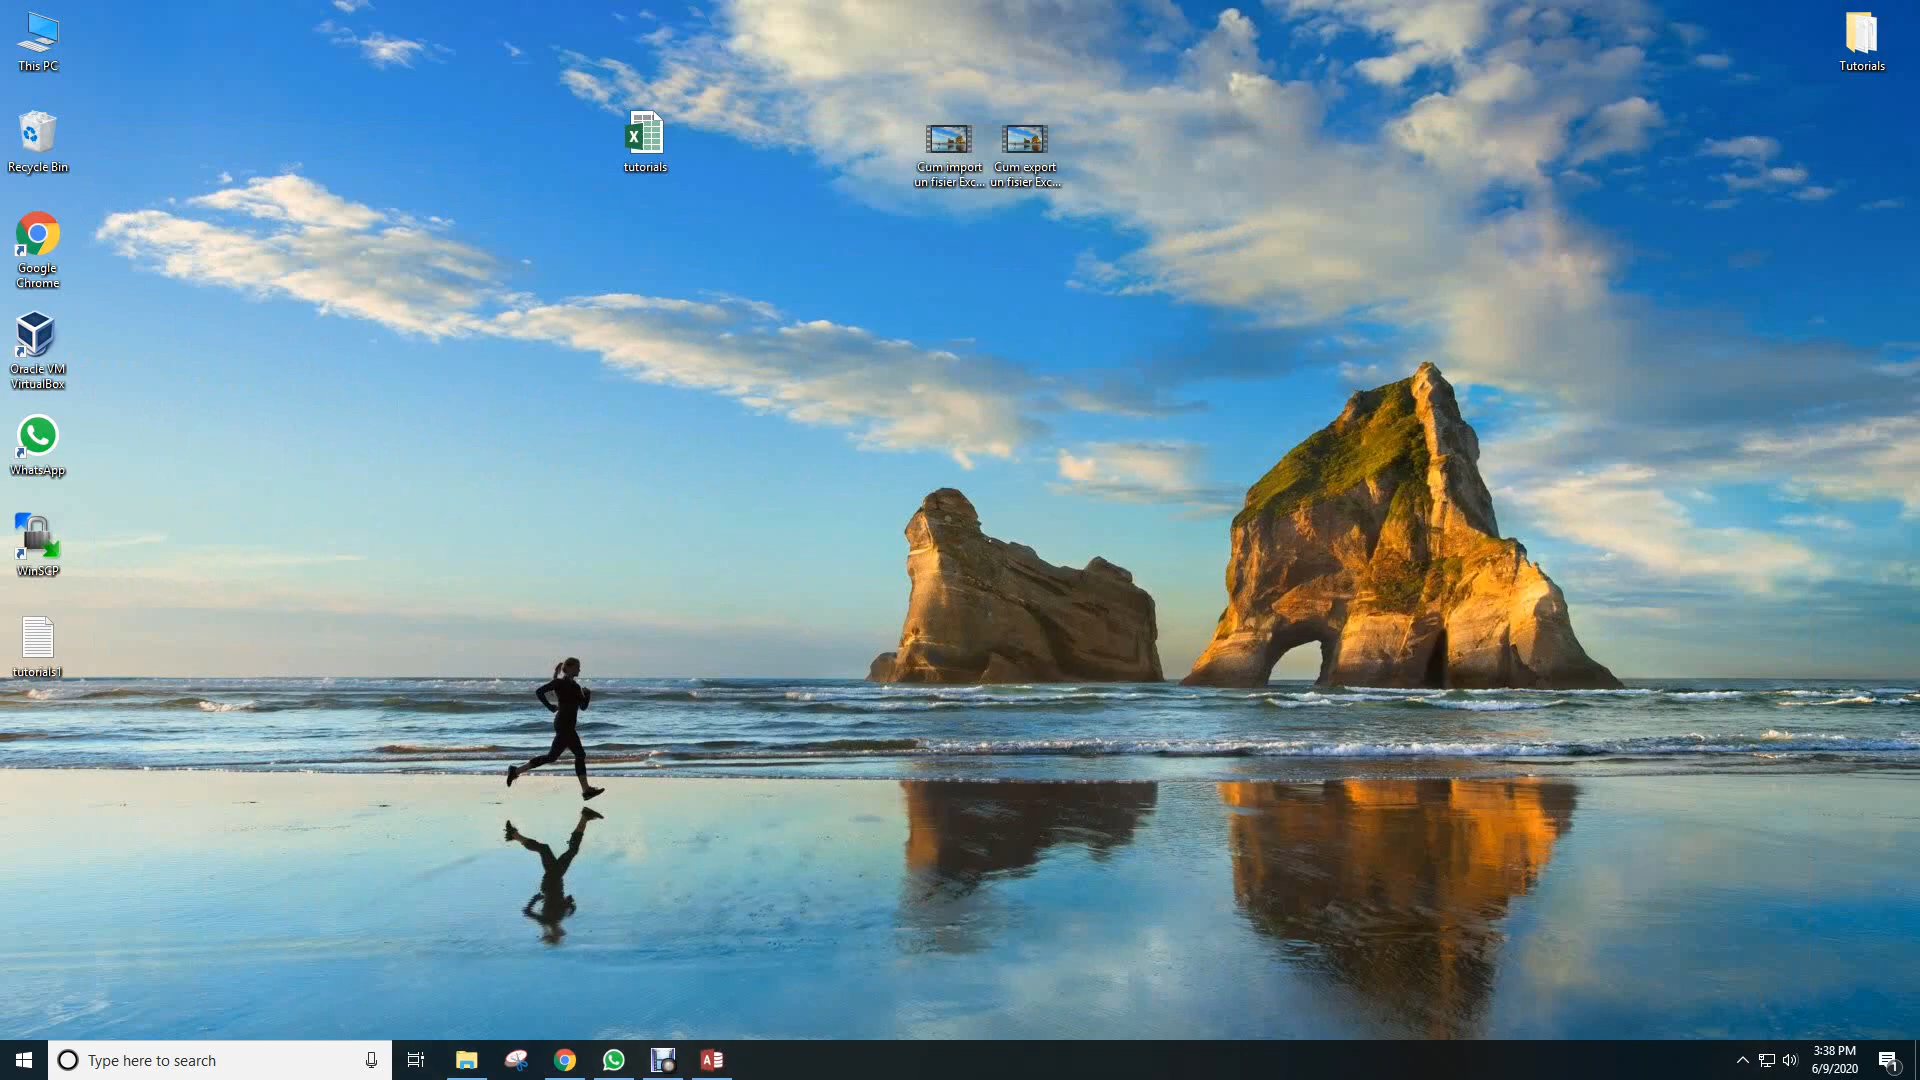 This PC
Recycle Bin
Google
Chrome
Oracle VM
VirtualBox
WhatsApp
WinSCP
tutorials1
tutorials
Cum import
un fisier Exc...
Cum export
un fisier Exc...
Tutorials
Type here to search
3:38 PM
6/9/2020
1